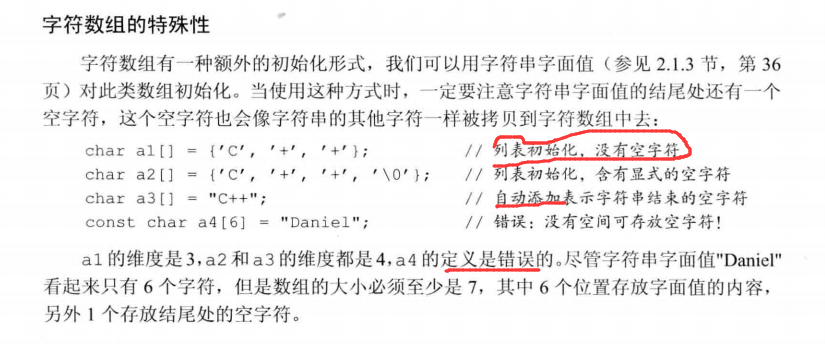 字符数组的特殊性
字符数组有一种额外的初始化形式，我们可以用字符串字面值（参见 2.1.3 节，第 36
页）对此类数组初始化。当使用这种方式时，一定要注意字符串字面值的结尾处还有一个
空字符，这个空字符也会像字符串的其他字符一样被拷贝到字符数组中去：
char a1[] = {'C', '+', '+'}; // 列表初始化，没有空字符
char a2[] = {'C', '+', '+', '\0'}; // 列表初始化，含有显式的空字符
char a3[] = "C++"; // 自动添加表示字符串结束的空字符
const char a4[6] = "Daniel"; // 错误：没有空间可存放空字符！
a1 的维度是 3，a2 和 a3 的维度都是 4，a4 的定义是错误的。尽管字符串字面值"Daniel"
看起来只有 6 个字符，但是数组的大小必须至少是 7，其中 6 个位置存放字面值的内容，
另外 1 个存放结尾处的空字符。